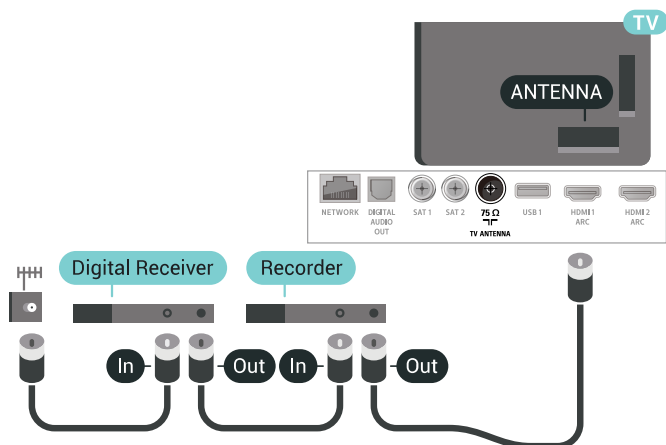 TV
ANTENNA
NETWORK
DIGITAL
AUDIO
OUT
SAT 1
SAT 2
75 Ω
TV ANTENNA
USB 1
HDMI 1
ARC
HDMI 2
ARC
Digital Receiver
Recorder
In
Out
In
Out